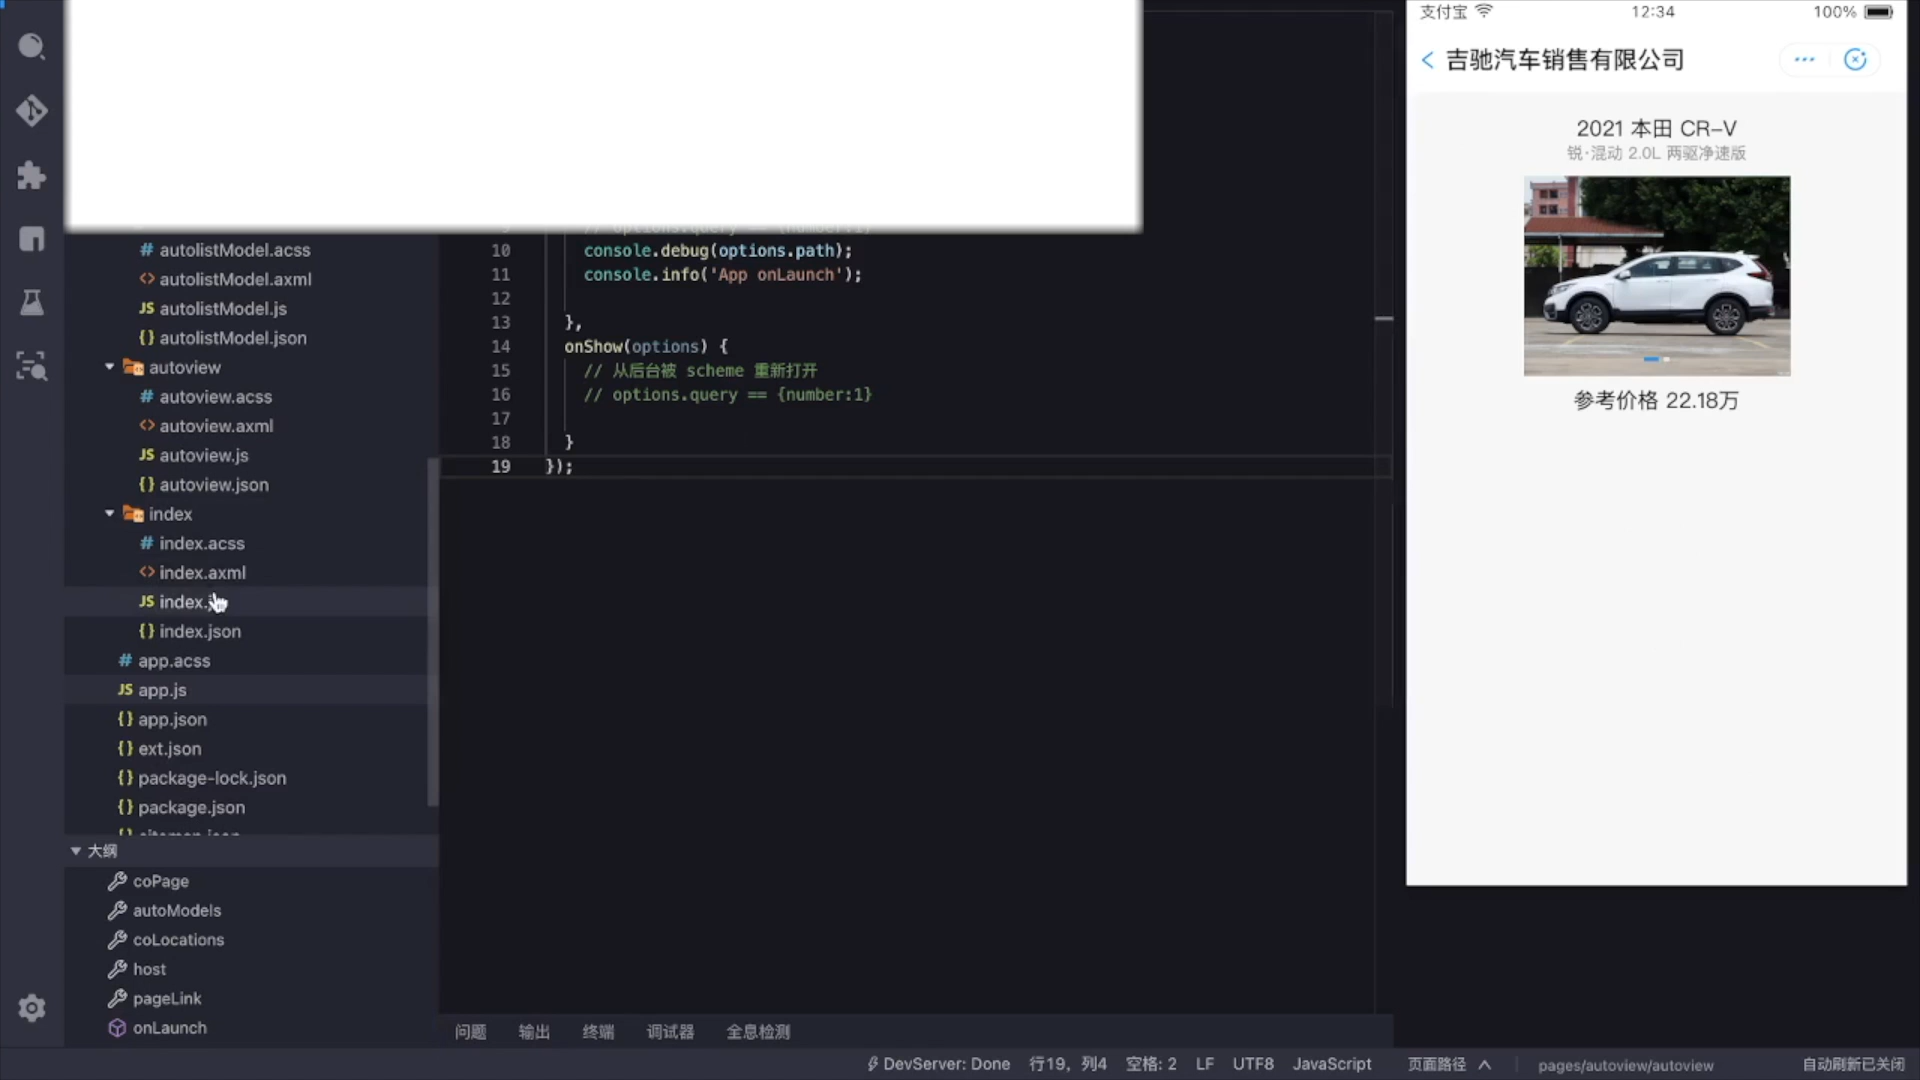 autolistModel.acss
autolistModel.axml
JS autolistModel.js
{} autolistModel.json
autoview
# autoview.acss
<> autoview.axml
JS autoview.js
{} autoview.json
index
# index.acss
<> index.axml
JS index.
{} index.json
# app.acss
JS app.js
{} app.json
{} ext.json
{} package-lock.json
{} package.json
大纲
coPage
autoModels
coLocations
host
pageLink
onLaunch
10 console.debug(options.path);
11 console.info('App onLaunch');
12
13 },
14 onShow(options) {
15 // 从后台被 scheme 重新打开
16 // options.query == {number:1}
17
18 }
19 });
问题 输出 终端 调试器 全息检测
DevServer: Done 行19，列4 空格: 2 LF UTF8 JavaScript 页面路径 pages/autoview/autoview 自动刷新已关闭
支付宝 12:34 100%
吉驰汽车销售有限公司
2021 本田 CR-V
锐·混动 2.0L 两驱净速版
参考价格 22.18万